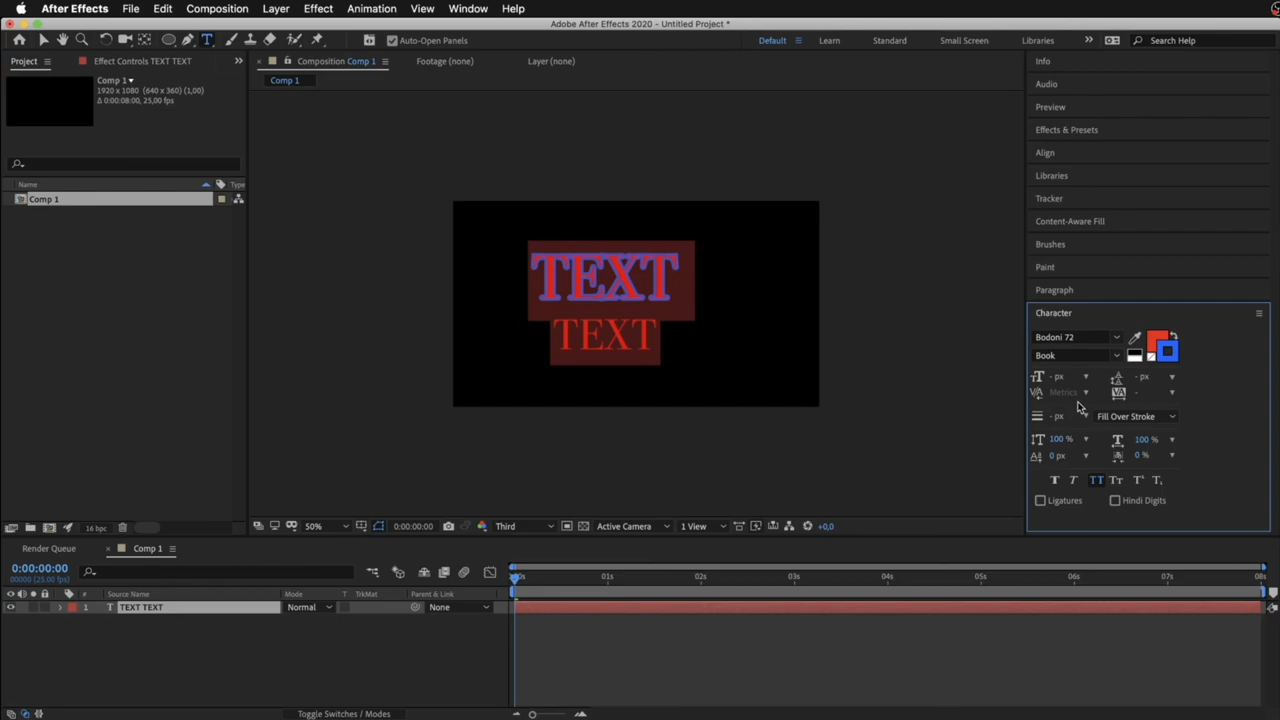 After Effects File Edit Composition Layer Effect Animation View Window Help
Adobe After Effects 2020 - Untitled Project *
Auto-Open Panels Default Learn Standard Small Screen Libraries Search Help
Project Effect Controls TEXT TEXT
Composition Comp 1 Footage (none) Layer (none)
Comp 1
1920 x 1080 (640 x 360) (1,00)
Δ 0:00:08:00, 25,00 fps
Comp 1
Name Type
Comp 1
TEXT
TEXT
Info
Audio
Preview
Effects & Presets
Align
Libraries
Tracker
Content-Aware Fill
Brushes
Paint
Paragraph
Character
Bodoni 72
Book
- px - px
Metrics -
- px Fill Over Stroke
100 % 100 %
0 px 0 %
T T TT Tт T¹ T₁
Ligatures Hindi Digits
16 bpc
50% 0:00:00:00 Third Active Camera 1 View +0,0
Render Queue Comp 1
0:00:00:00
00000 (25.00 fps)
# Source Name Mode T TrkMat Parent & Link
1 T TEXT TEXT Normal None
01s 02s 03s 04s 05s 06s 07s 08s
Toggle Switches / Modes